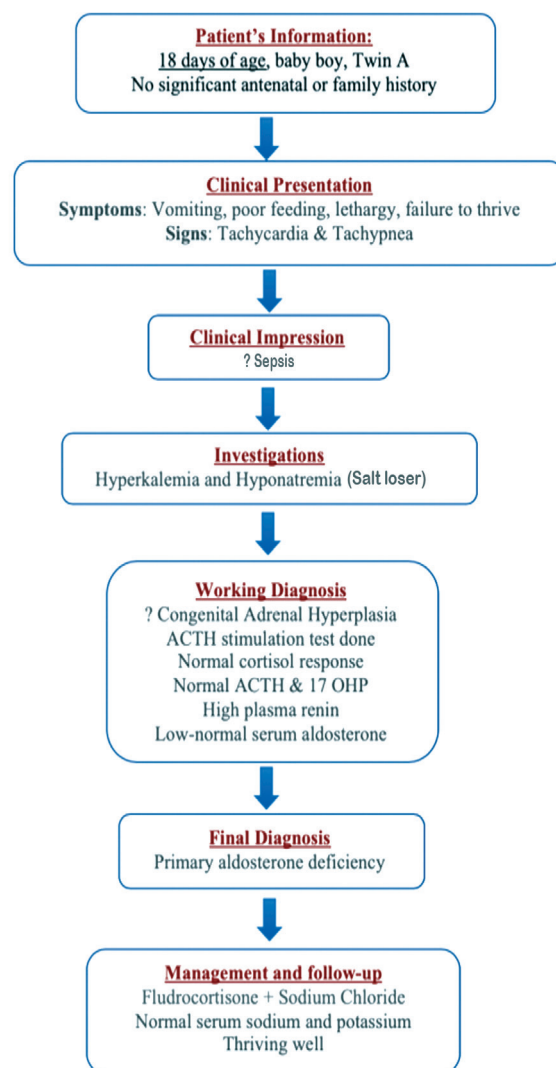 Patient's Information:
18 days of age, baby boy, Twin A
No significant antenatal or family history
Clinical Presentation
Symptoms: Vomiting, poor feeding, lethargy, failure to thrive
Signs: Tachycardia & Tachypnea
Clinical Impression
? Sepsis
Investigations
Hyperkalemia and Hyponatremia (Salt loser)
Working Diagnosis
? Congenital Adrenal Hyperplasia
ACTH stimulation test done
Normal cortisol response
Normal ACTH & 17 OHP
High plasma renin
Low-normal serum aldosterone
Final Diagnosis
Primary aldosterone deficiency
Management and follow-up
Fludrocortisone + Sodium Chloride
Normal serum sodium and potassium
Thriving well